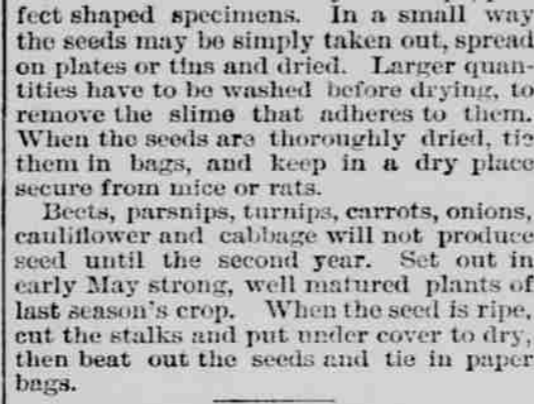 fect shaped specimens. In a small way
the seeds may be simply taken out, spread
on plates or tins and dried. Larger quan-
tities have to be washed before drying, to
remove the slime that adheres to them.
When the seeds are thoroughly dried, tie
them in bags, and keep in a dry place
secure from mice or rats.
Beets, parsnips, turnips, carrots, onions,
cauliflower and cabbage will not produce
seed until the second year. Set out in
early May strong, well matured plants of
last season's crop. When the seed is ripe,
cut the stalks and put under cover to dry,
then beat out the seeds and tie in paper
bags.